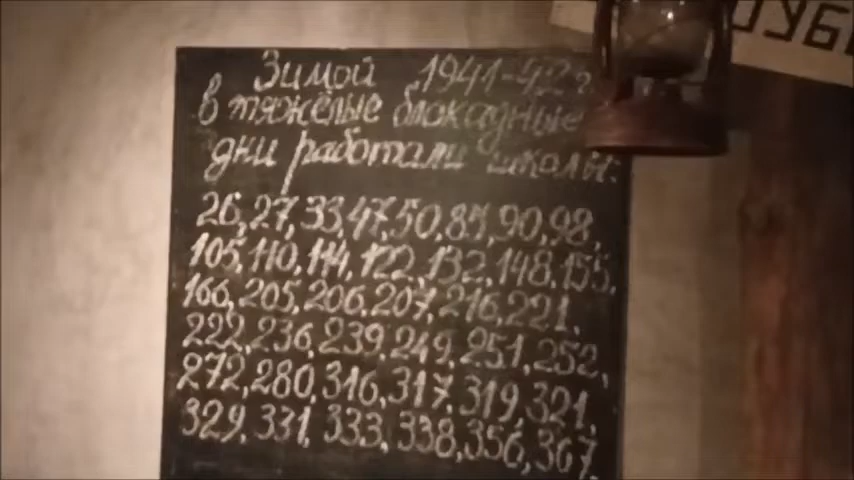 Зимой 1941-42 г.
в тяжёлые блокадные
дни работали школы:
26, 27, 33, 47, 50, 85, 90, 98,
105, 110, 114, 122, 132, 148, 155,
166, 205, 206, 207, 216, 221,
222, 236, 239, 249, 251, 252,
272, 280, 316, 317, 319, 321,
329, 331, 333, 338, 356, 367,